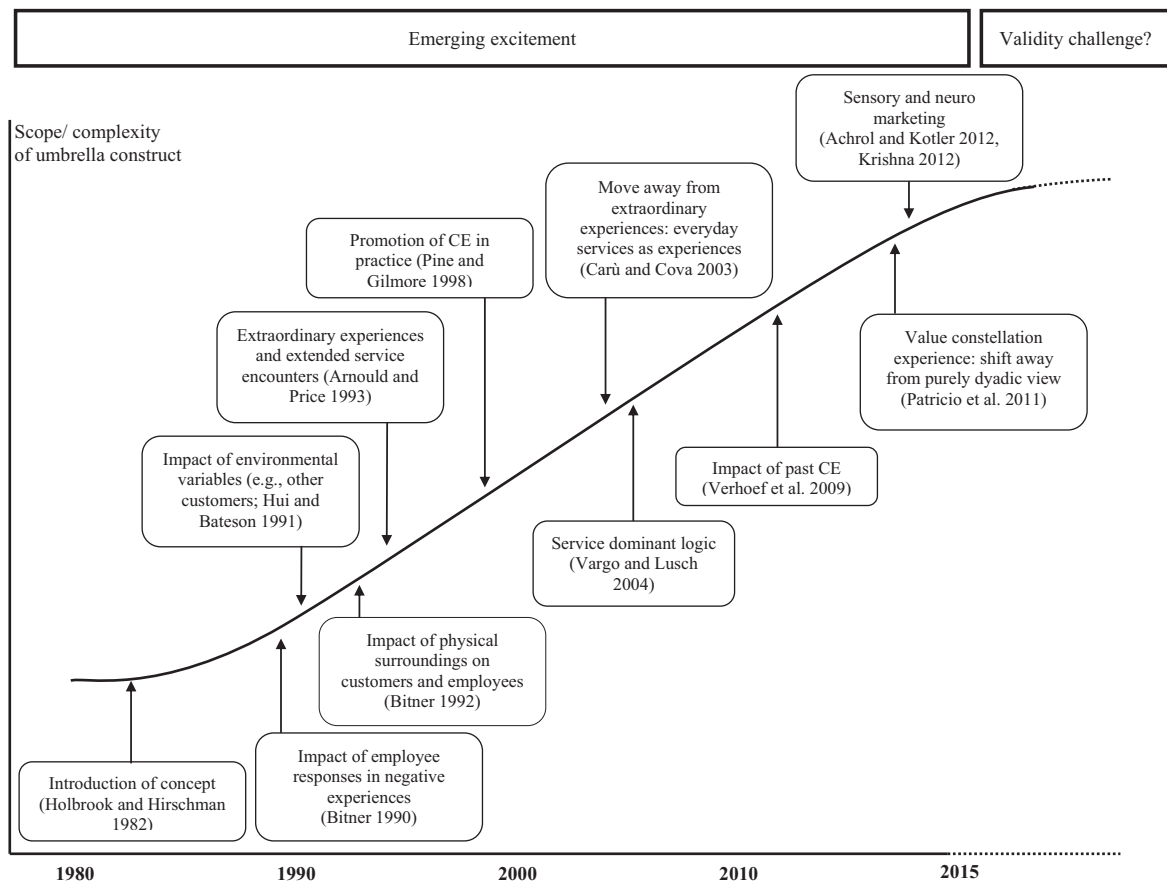 Emerging excitement
Validity challenge?
Scope/ complexity
of umbrella construct
Sensory and neuro
marketing
(Achrol and Kotler 2012,
Krishna 2012)
Move away from
extraordinary
experiences: everyday
services as experiences
(Carù and Cova 2003)
Promotion of CE in
practice (Pine and
Gilmore 1998)
Extraordinary experiences
and extended service
encounters (Arnould and
Price 1993)
Value constellation
experience: shift away
from purely dyadic view
(Patricio et al. 2011)
Impact of environmental
variables (e.g., other
customers; Hui and
Bateson 1991)
Impact of past CE
(Verhoef et al. 2009)
Service dominant logic
(Vargo and Lusch
2004)
Impact of physical
surroundings on
customers and employees
(Bitner 1992)
Impact of employee
responses in negative
experiences
(Bitner 1990)
Introduction of concept
(Holbrook and Hirschman
1982)
1980
1990
2000
2010
2015